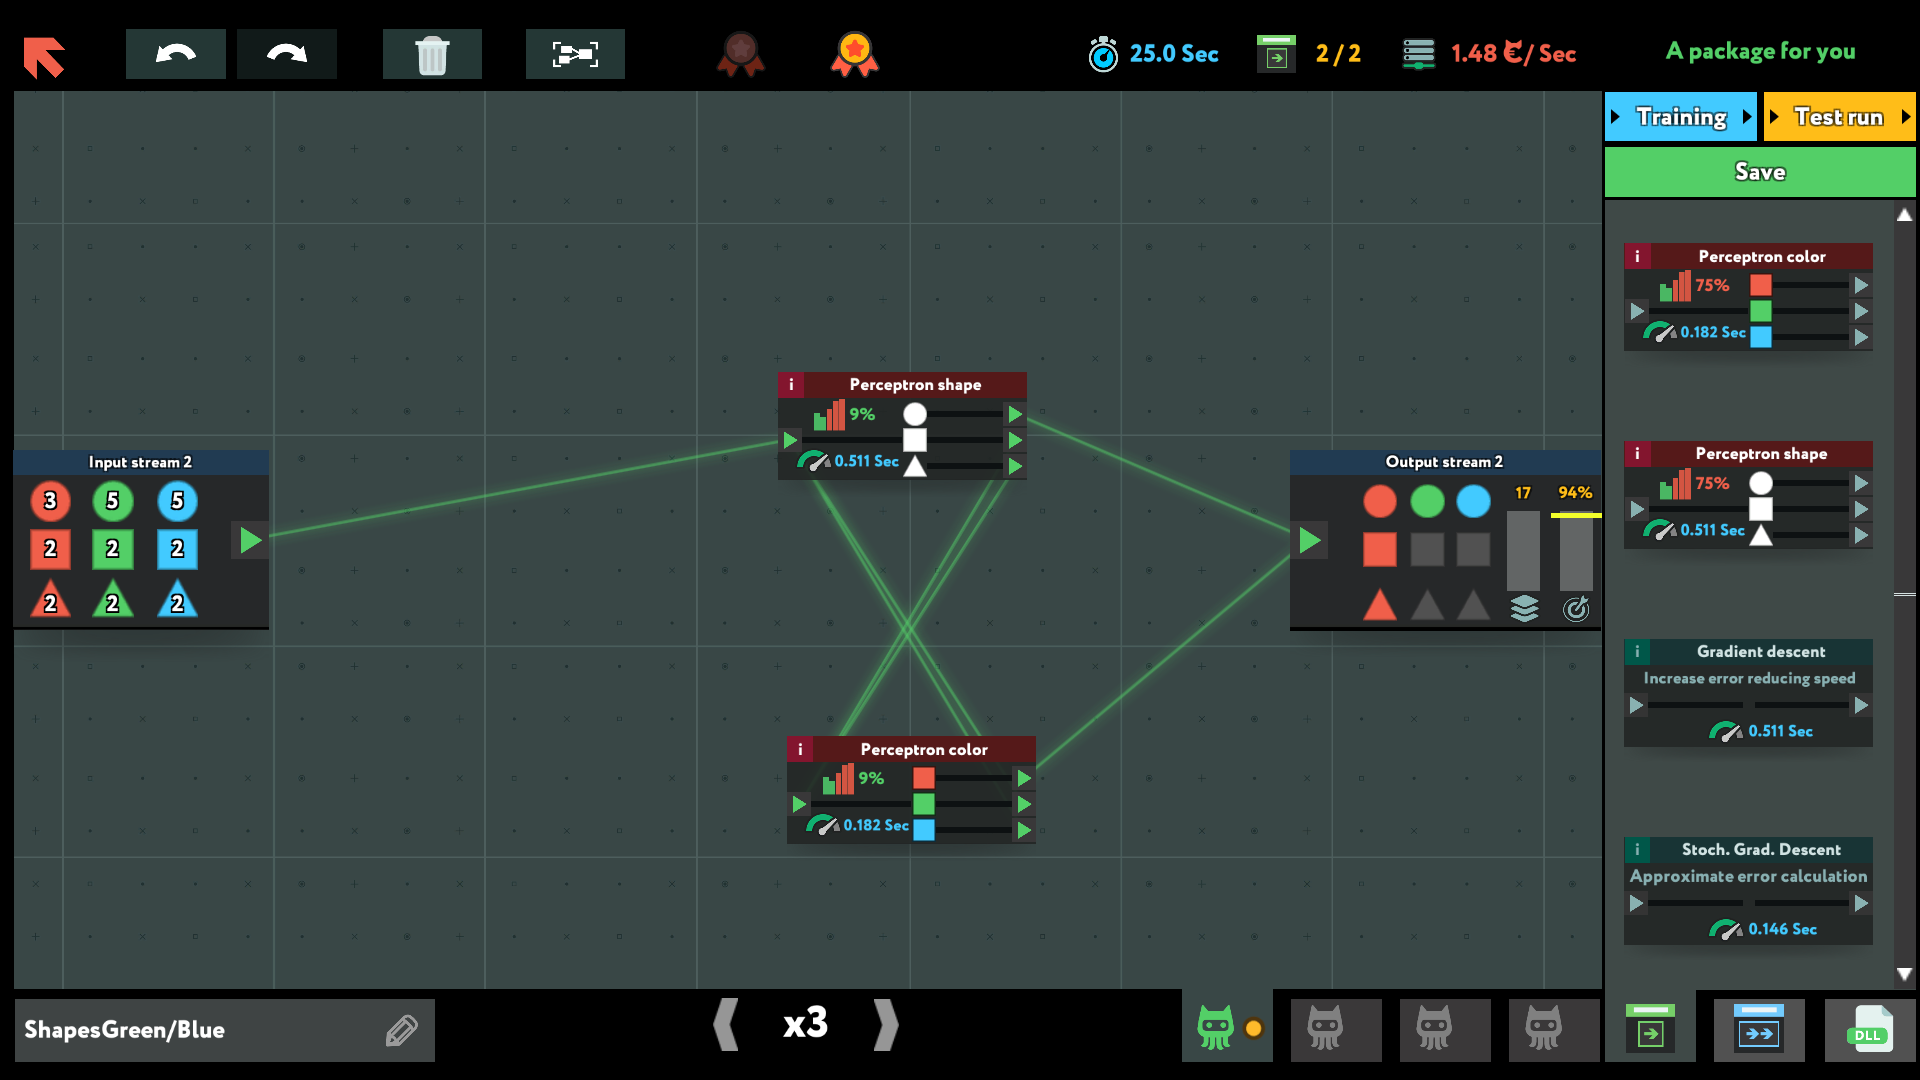 25.0 Sec
2 / 2
1.48 €/ Sec
A package for you
Training
Test run
Save
Perceptron color
75%
0.182 Sec
Perceptron shape
75%
0.511 Sec
Gradient descent
Increase error reducing speed
0.511 Sec
Stoch. Grad. Descent
Approximate error calculation
0.146 Sec
Input stream 2
3 5 5
2 2 2
2 2 2
i Perceptron shape
9%
0.511 Sec
i Perceptron color
9%
0.182 Sec
Output stream 2
17 94%
ShapesGreen/Blue
x3
DLL